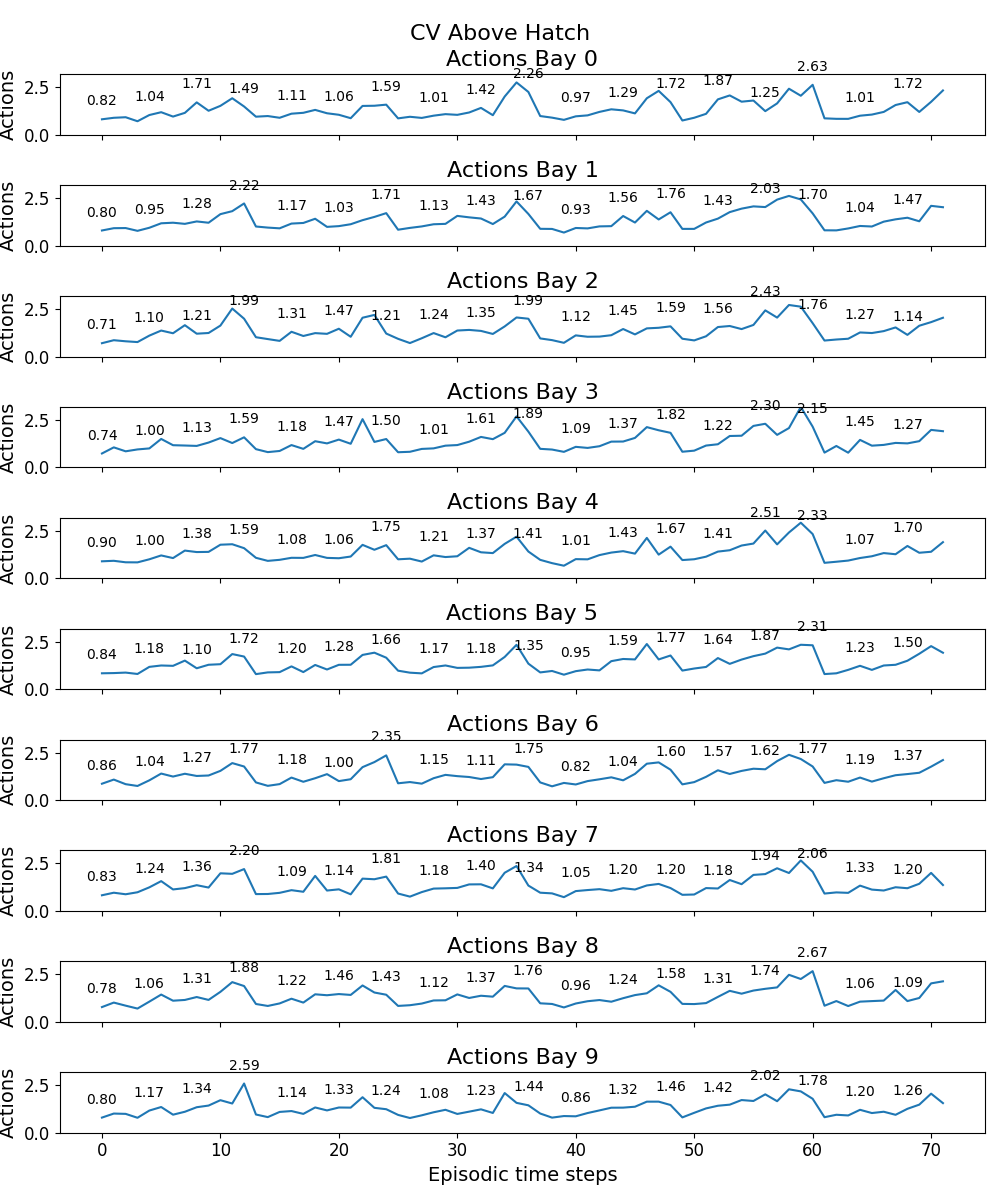 CV Above Hatch
Actions Bay 0
Actions
2.5
0.0
0.82 1.04 1.71 1.49 1.11 1.06 1.59 1.01 1.42 2.26 0.97 1.29 1.72 1.87 1.25 2.63 1.01 1.72
Actions Bay 1
Actions
2.5
0.0
0.80 0.95 1.28 2.22 1.17 1.03 1.71 1.13 1.43 1.67 0.93 1.56 1.76 1.43 2.03 1.70 1.04 1.47
Actions Bay 2
Actions
2.5
0.0
0.71 1.10 1.21 1.99 1.31 1.47 1.21 1.24 1.35 1.99 1.12 1.45 1.59 1.56 2.43 1.76 1.27 1.14
Actions Bay 3
Actions
2.5
0.0
0.74 1.00 1.13 1.59 1.18 1.47 1.50 1.01 1.61 1.89 1.09 1.37 1.82 1.22 2.30 2.15 1.45 1.27
Actions Bay 4
Actions
2.5
0.0
0.90 1.00 1.38 1.59 1.08 1.06 1.75 1.21 1.37 1.41 1.01 1.43 1.67 1.41 2.51 2.33 1.07 1.70
Actions Bay 5
Actions
2.5
0.0
0.84 1.18 1.10 1.72 1.20 1.28 1.66 1.17 1.18 1.35 0.95 1.59 1.77 1.64 1.87 2.31 1.23 1.50
Actions Bay 6
Actions
2.5
0.0
0.86 1.04 1.27 1.77 1.18 1.00 2.35 1.15 1.11 1.75 0.82 1.04 1.60 1.57 1.62 1.77 1.19 1.37
Actions Bay 7
Actions
2.5
0.0
0.83 1.24 1.36 2.20 1.09 1.14 1.81 1.18 1.40 1.34 1.05 1.20 1.20 1.18 1.94 2.06 1.33 1.20
Actions Bay 8
Actions
2.5
0.0
0.78 1.06 1.31 1.88 1.22 1.46 1.43 1.12 1.37 1.76 0.96 1.24 1.58 1.31 1.74 2.67 1.06 1.09
Actions Bay 9
Actions
2.5
0.0
0.80 1.17 1.34 2.59 1.14 1.33 1.24 1.08 1.23 1.44 0.86 1.32 1.46 1.42 2.02 1.78 1.20 1.26
0 10 20 30 40 50 60 70
Episodic time steps